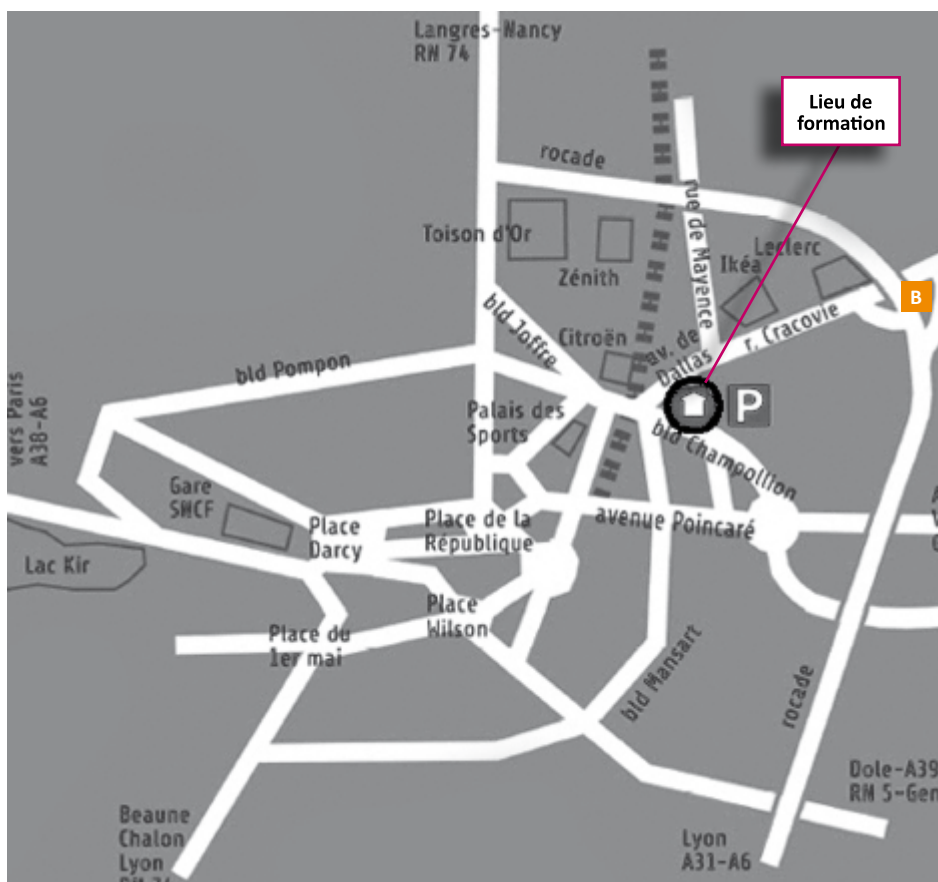 Langres-Nancy
RN 74
Lieu de
formation
rocade
rue de Mayence
Toison d'Or
Zénith
Ikéa
Leclerc
B
bld Joffre
Citroën
av. de
Dallas
r. Cracovie
bld Pompon
vers Paris
A38-A6
Palais des
Sports
P
bld Champollion
Gare
SNCF
Place
Darcy
Place de la
République
avenue Poincaré
Lac Kir
Place
Wilson
Place du
1er mai
bld Mansart
rocade
Dole-A39
RN 5-Gen
Beaune
Chalon
Lyon
Lyon
A31-A6